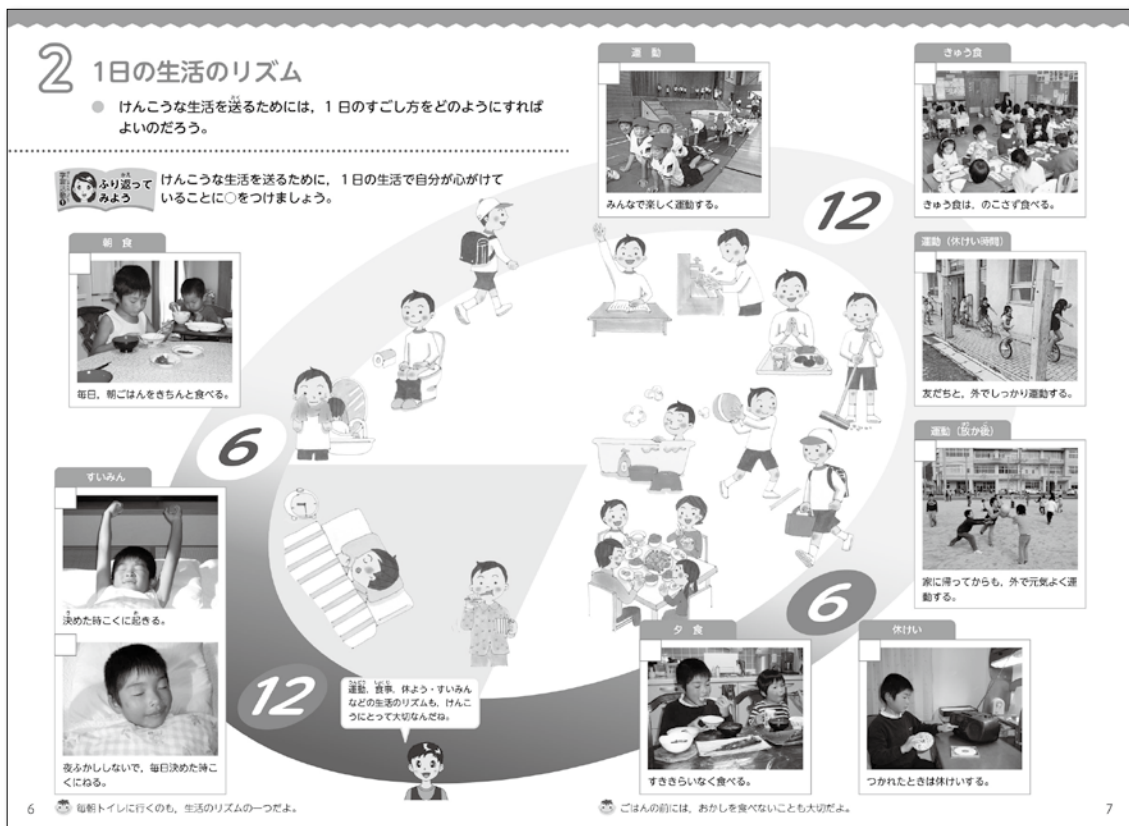 2 1日の生活のリズム
けんこうな生活を送るためには，1日のすごし方をどのようにすれば
よいのだろう。
ふり返って
みよう
けんこうな生活を送るために，1日の生活で自分が心がけて
いることに○をつけましょう。
朝食
毎日，朝ごはんをきちんと食べる。
6
すいみん
決めた時こくに起きる。
夜ふかししないで，毎日決めた時こ
くにねる。
12
運動，食事，休よう・すいみん
などの生活のリズムも，けんこ
うにとって大切なんだね。
6 毎朝トイレに行くのも，生活のリズムの一つだよ。
運動
みんなで楽しく運動する。
12
きゅう食
きゅう食は，のこさず食べる。
運動（休けい時間）
友だちと，外でしっかり運動する。
運動（放か後）
家に帰ってからも，外で元気よく運
動する。
6
夕食
すききらいなく食べる。
休けい
つかれたときは休けいする。
ごはんの前には，おかしを食べないことも大切だよ。 7